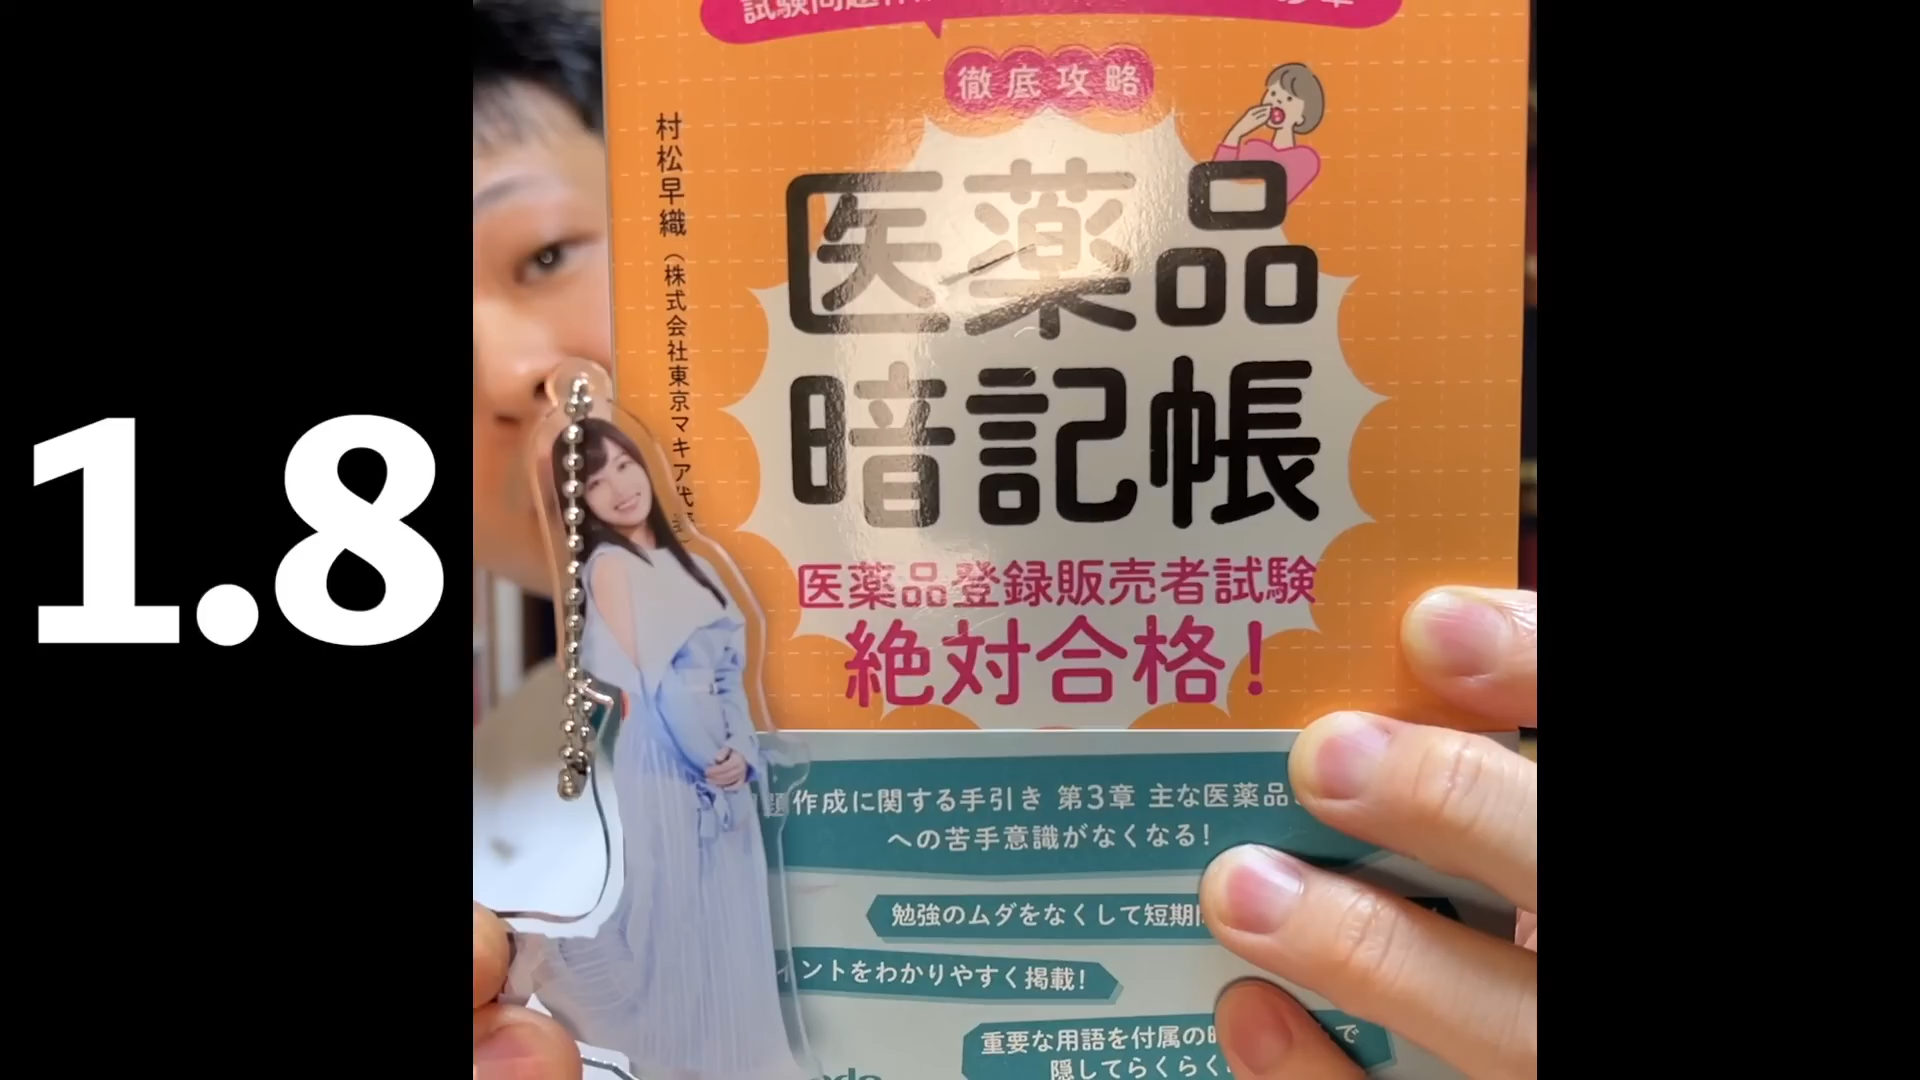 1.8
徹底攻略
村松早織(株式会社東京マキア代
医薬品
暗記帳
医薬品登録販売者試験
絶対合格!
作成に関する手引き 第3章 主な医薬品
への苦手意識がなくなる!
勉強のムダをなくして短期
イントをわかりやすく掲載!
重要な用語を付属の
で
隠してらくらく